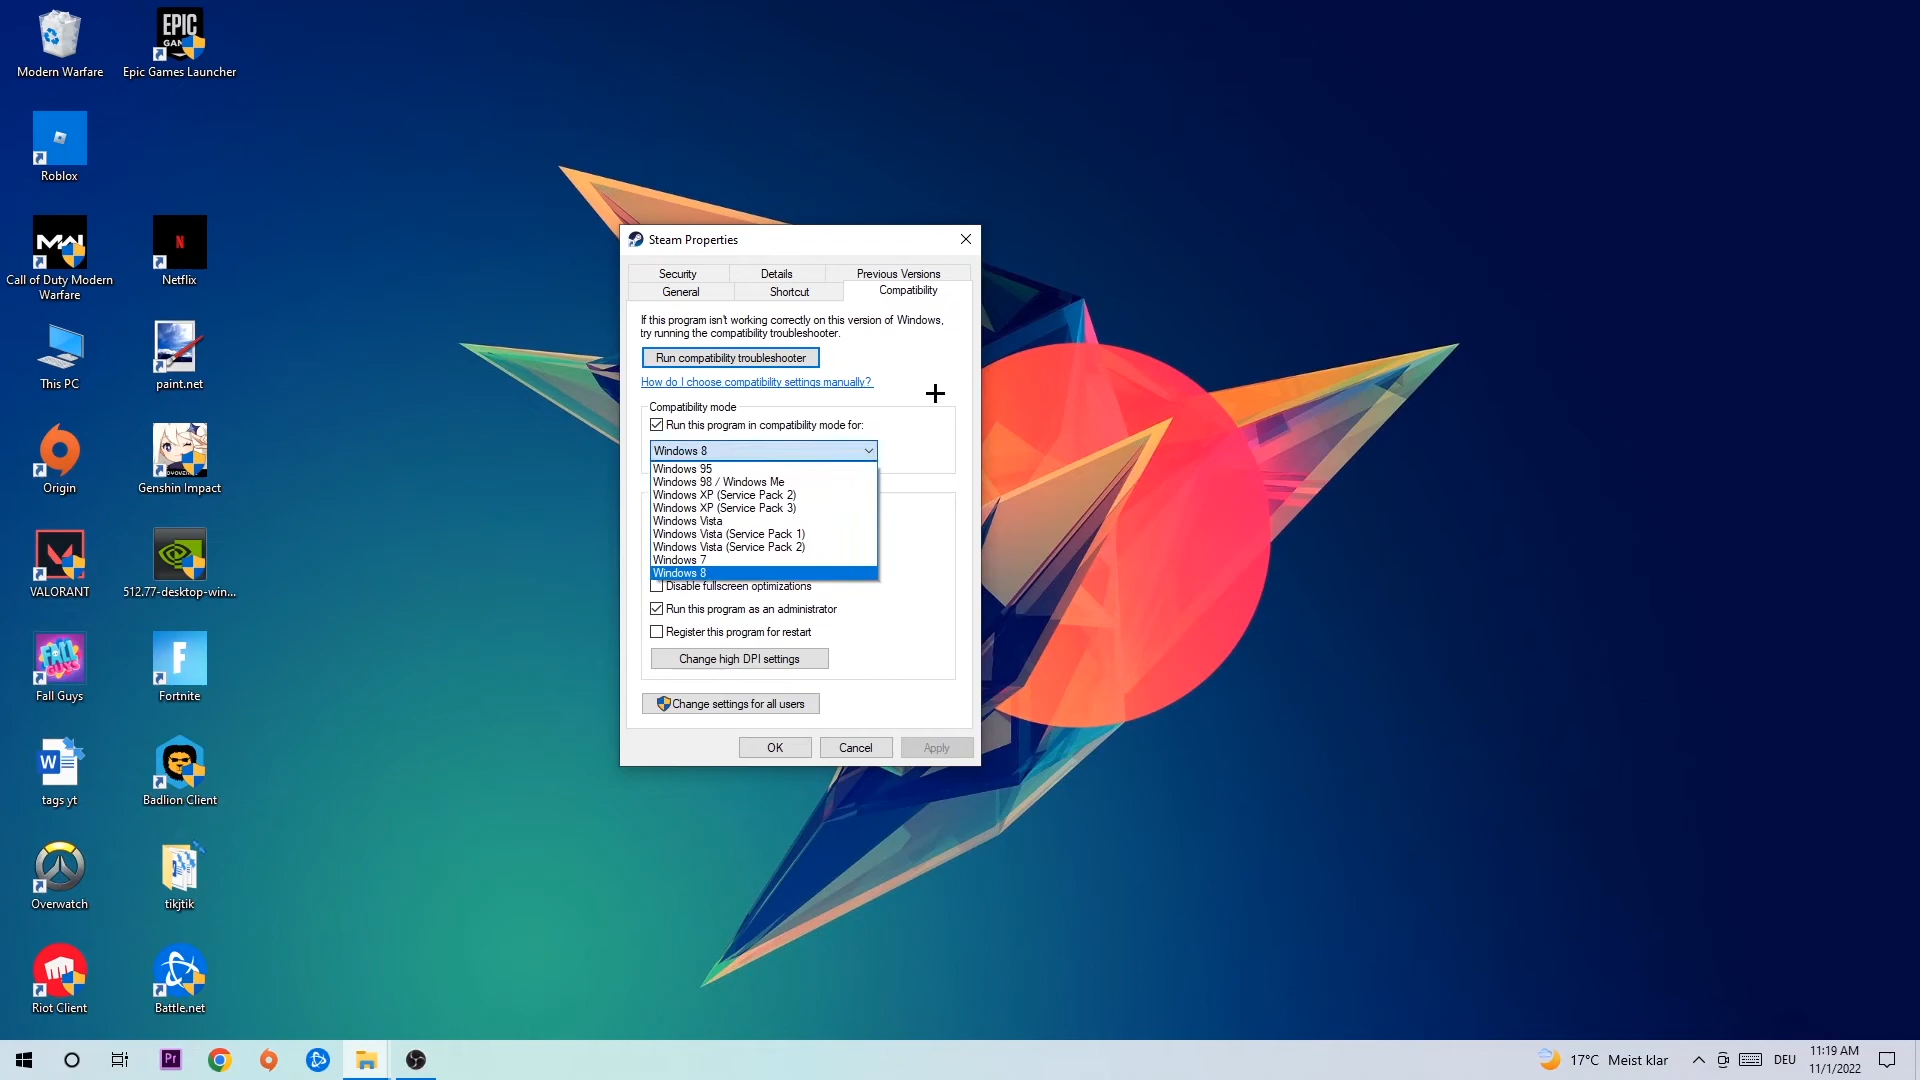 Modern Warfare
EPIC
GAMES
Epic Games Launcher
Roblox
MW
Call of Duty Modern
Warfare
N
Netflix
This PC
paint.net
Origin
Genshin Impact
VALORANT
512.77-desktop-win...
FALL
GUYS
Fall Guys
F
Fortnite
W
tags yt
Badlion Client
Overwatch
tikjtik
Riot Client
Battle.net
Steam Properties
Security
Details
Previous Versions
General
Shortcut
Compatibility
If this program isn't working correctly on this version of Windows,
try running the compatibility troubleshooter.
Run compatibility troubleshooter
How do I choose compatibility settings manually?
Compatibility mode
Run this program in compatibility mode for:
Windows 8
Windows 95
Windows 98 / Windows Me
Windows XP (Service Pack 2)
Windows XP (Service Pack 3)
Windows Vista
Windows Vista (Service Pack 1)
Windows Vista (Service Pack 2)
Windows 7
Windows 8
Disable fullscreen optimizations
Run this program as an administrator
Register this program for restart
Change high DPI settings
Change settings for all users
OK
Cancel
Apply
Pr
17°C Meist klar
DEU
11:19 AM
11/1/2022